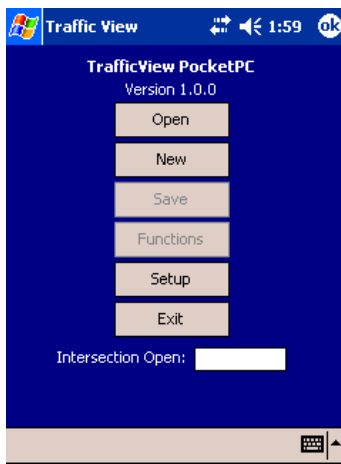 Traffic View 1:59 ok
TrafficView PocketPC
Version 1.0.0
Open
New
Save
Functions
Setup
Exit
Intersection Open: